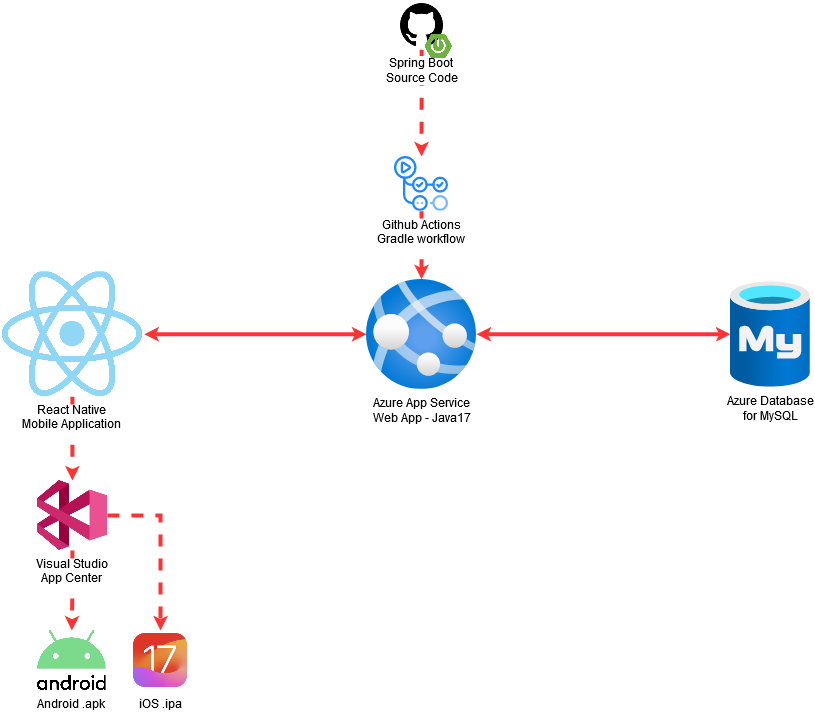 Spring Boot
Source Code
Github Actions
Gradle workflow
React Native
Mobile Application
Azure App Service
Web App - Java17
My
Azure Database
for MySQL
Visual Studio
App Center
android
Android .apk
17
iOS .ipa